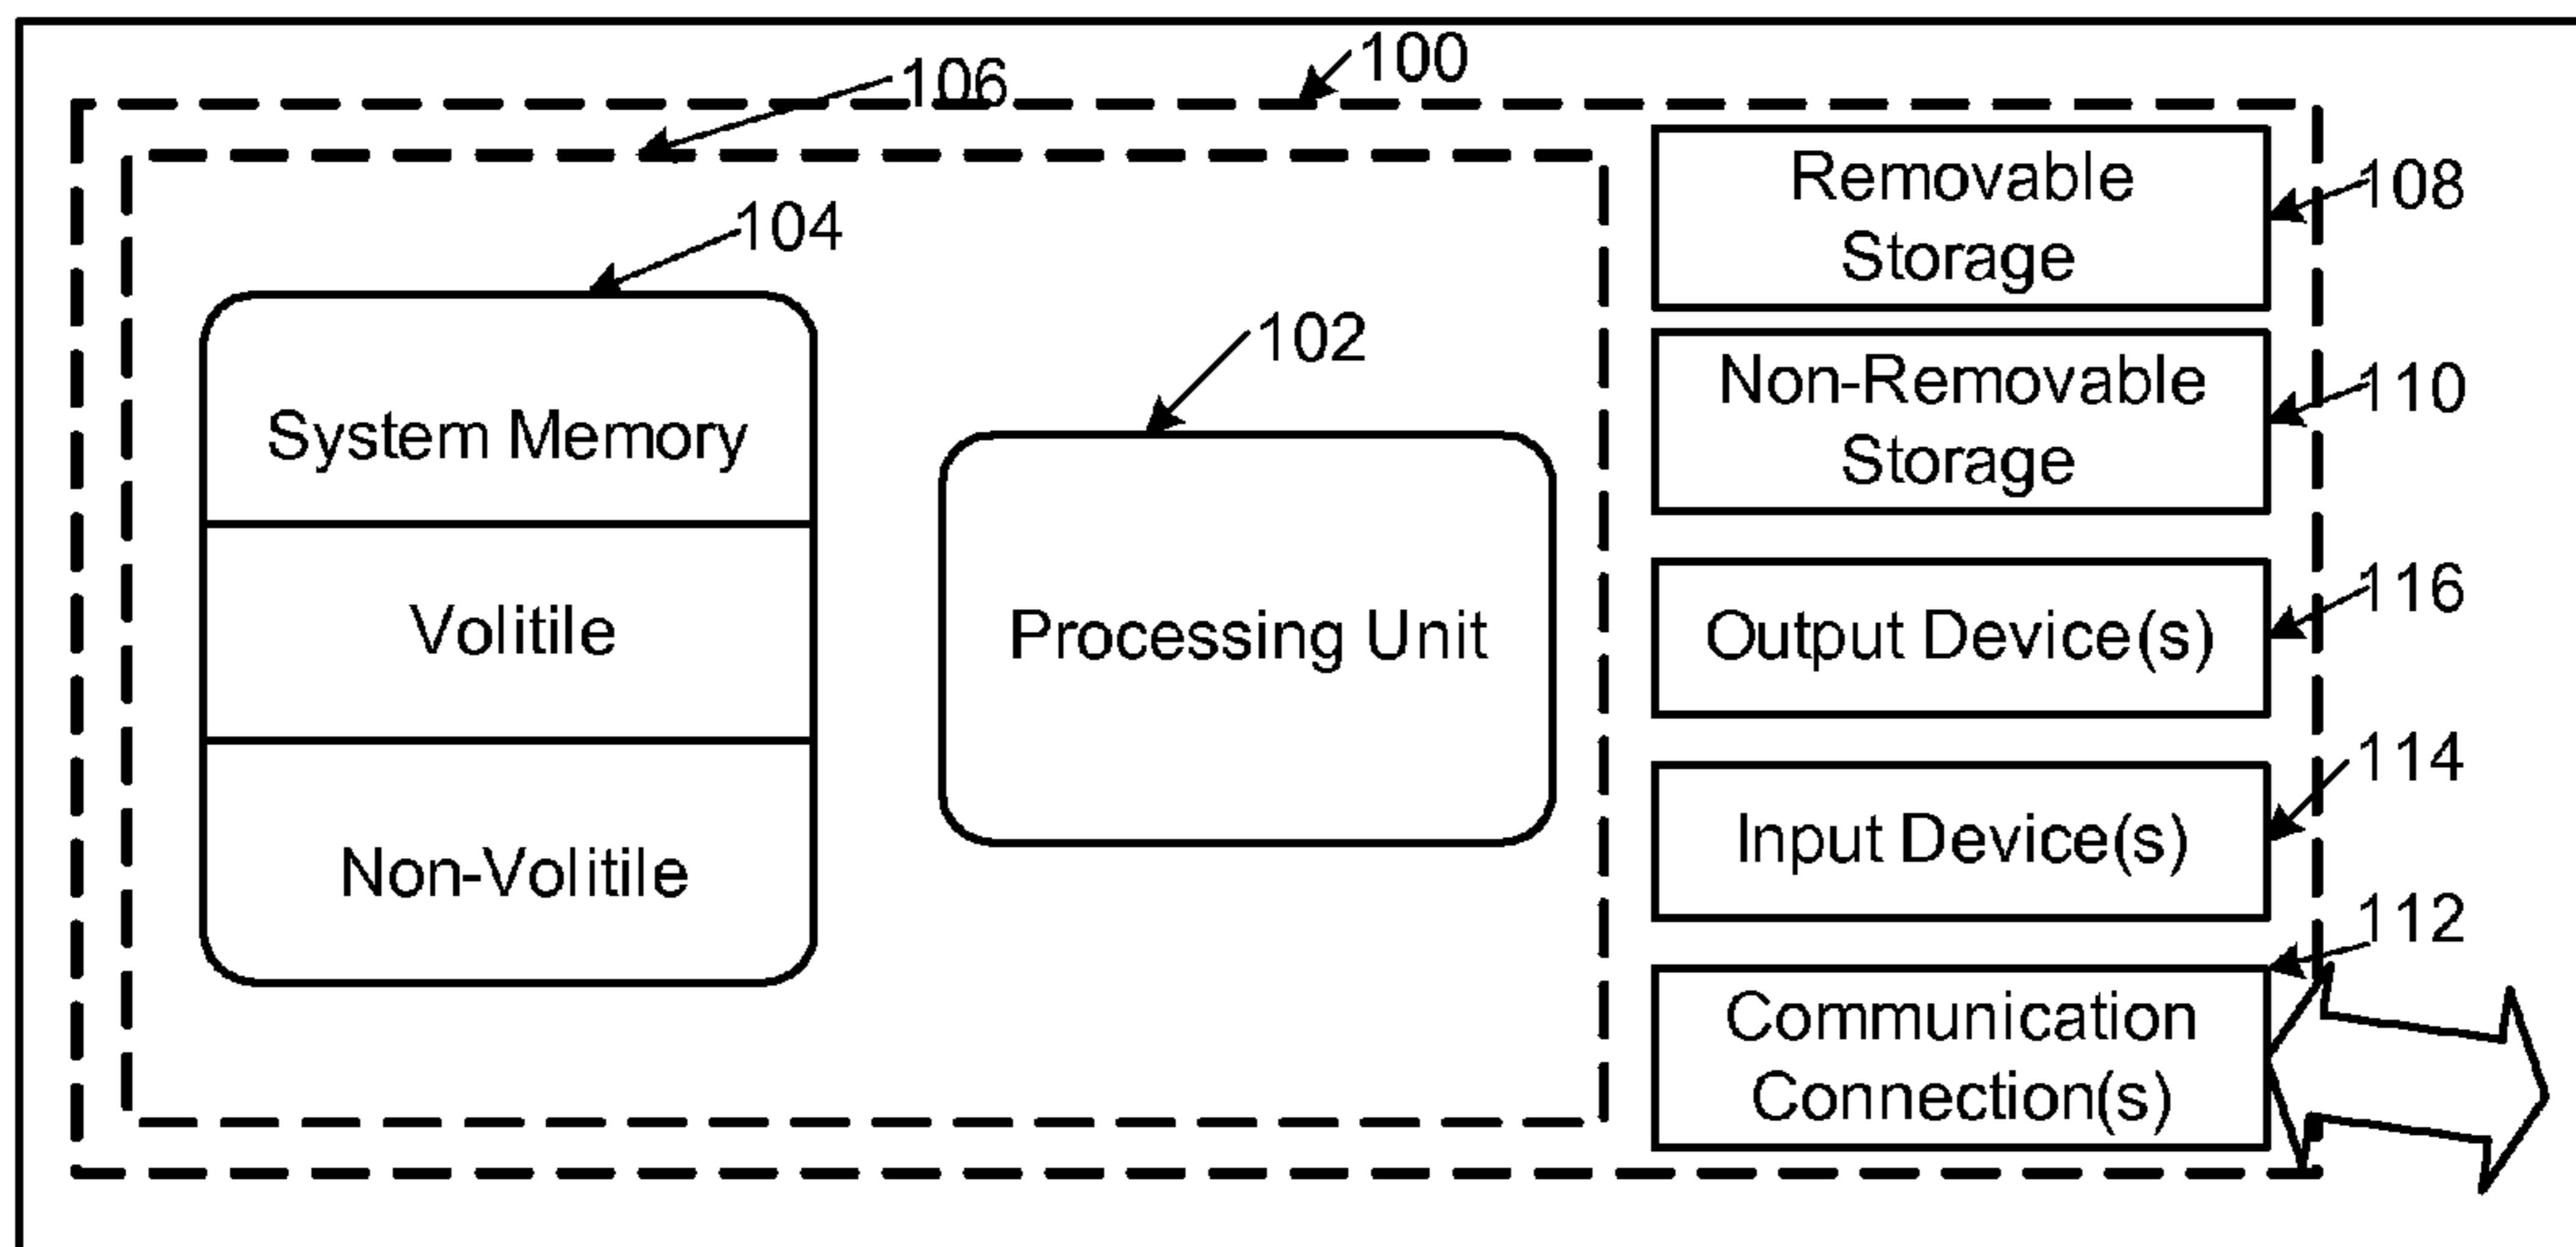 100
106
Removable
Storage
108
104
System Memory
Volitile
Non-Volitile
102
Processing Unit
Non-Removable
Storage
110
Output Device(s)
116
Input Device(s)
114
Communication
Connection(s)
112